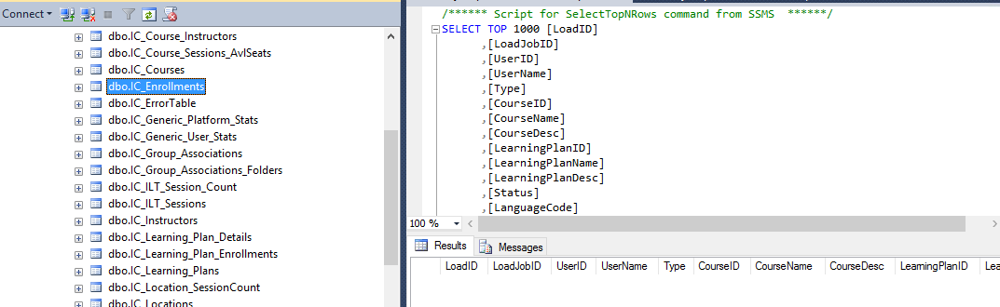 Connect
dbo.IC_Course_Instructors
dbo.IC_Course_Sessions_AvlSeats
dbo.IC_Courses
dbo.IC_Enrollments
dbo.IC_ErrorTable
dbo.IC_Generic_Platform_Stats
dbo.IC_Generic_User_Stats
dbo.IC_Group_Associations
dbo.IC_Group_Associations_Folders
dbo.IC_ILT_Session_Count
dbo.IC_ILT_Sessions
dbo.IC_Instructors
dbo.IC_Learning_Plan_Details
dbo.IC_Learning_Plan_Enrollments
dbo.IC_Learning_Plans
dbo.IC_Location_SessionCount
dbo.IC_Locations
/****** Script for SelectTopNRows command from SSMS ******/
SELECT TOP 1000 [LoadID]
,[LoadJobID]
,[UserID]
,[UserName]
,[Type]
,[CourseID]
,[CourseName]
,[CourseDesc]
,[LearningPlanID]
,[LearningPlanName]
,[LearningPlanDesc]
,[Status]
,[LanguageCode]
100 %
Results Messages
LoadID LoadJobID UserID UserName Type CourseID CourseName CourseDesc LearningPlanID Lea